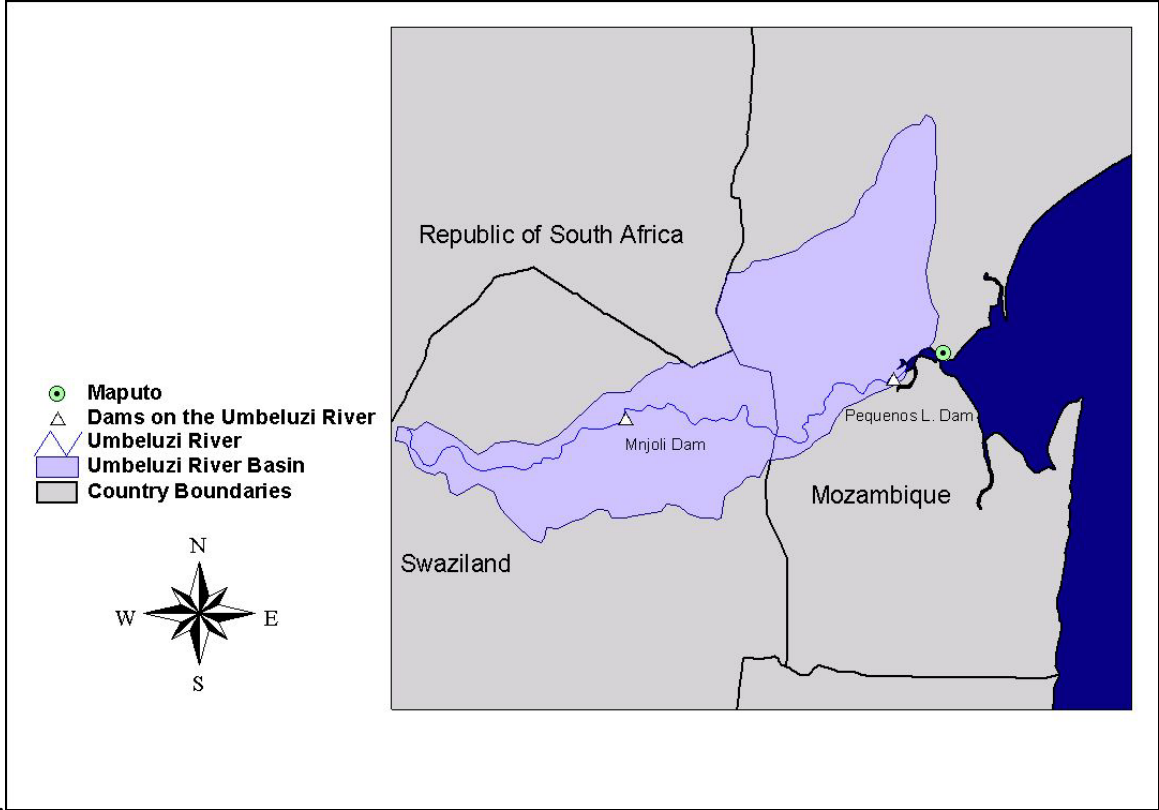 Republic of South Africa
Maputo
Dams on the Umbeluzi River
Umbeluzi River
Umbeluzi River Basin
Country Boundaries
Pequenos L. Dam
Mnjoli Dam
Mozambique
Swaziland
N
W E
S